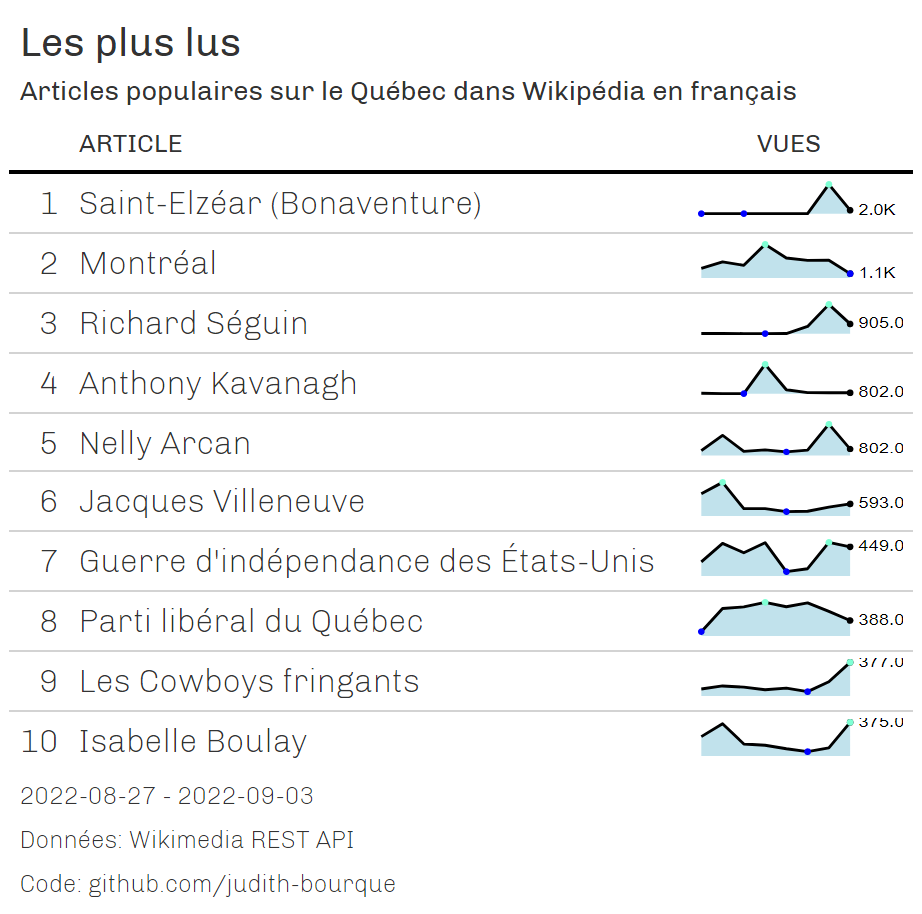 Les plus lus
Articles populaires sur le Québec dans Wikipédia en français
ARTICLE VUES
1 Saint-Elzéar (Bonaventure) 2.0K
2 Montréal 1.1K
3 Richard Séguin 905.0
4 Anthony Kavanagh 802.0
5 Nelly Arcan 802.0
6 Jacques Villeneuve 593.0
7 Guerre d'indépendance des États-Unis 449.0
8 Parti libéral du Québec 388.0
9 Les Cowboys fringants 377.0
10 Isabelle Boulay 375.0
2022-08-27 - 2022-09-03
Données: Wikimedia REST API
Code: github.com/judith-bourque